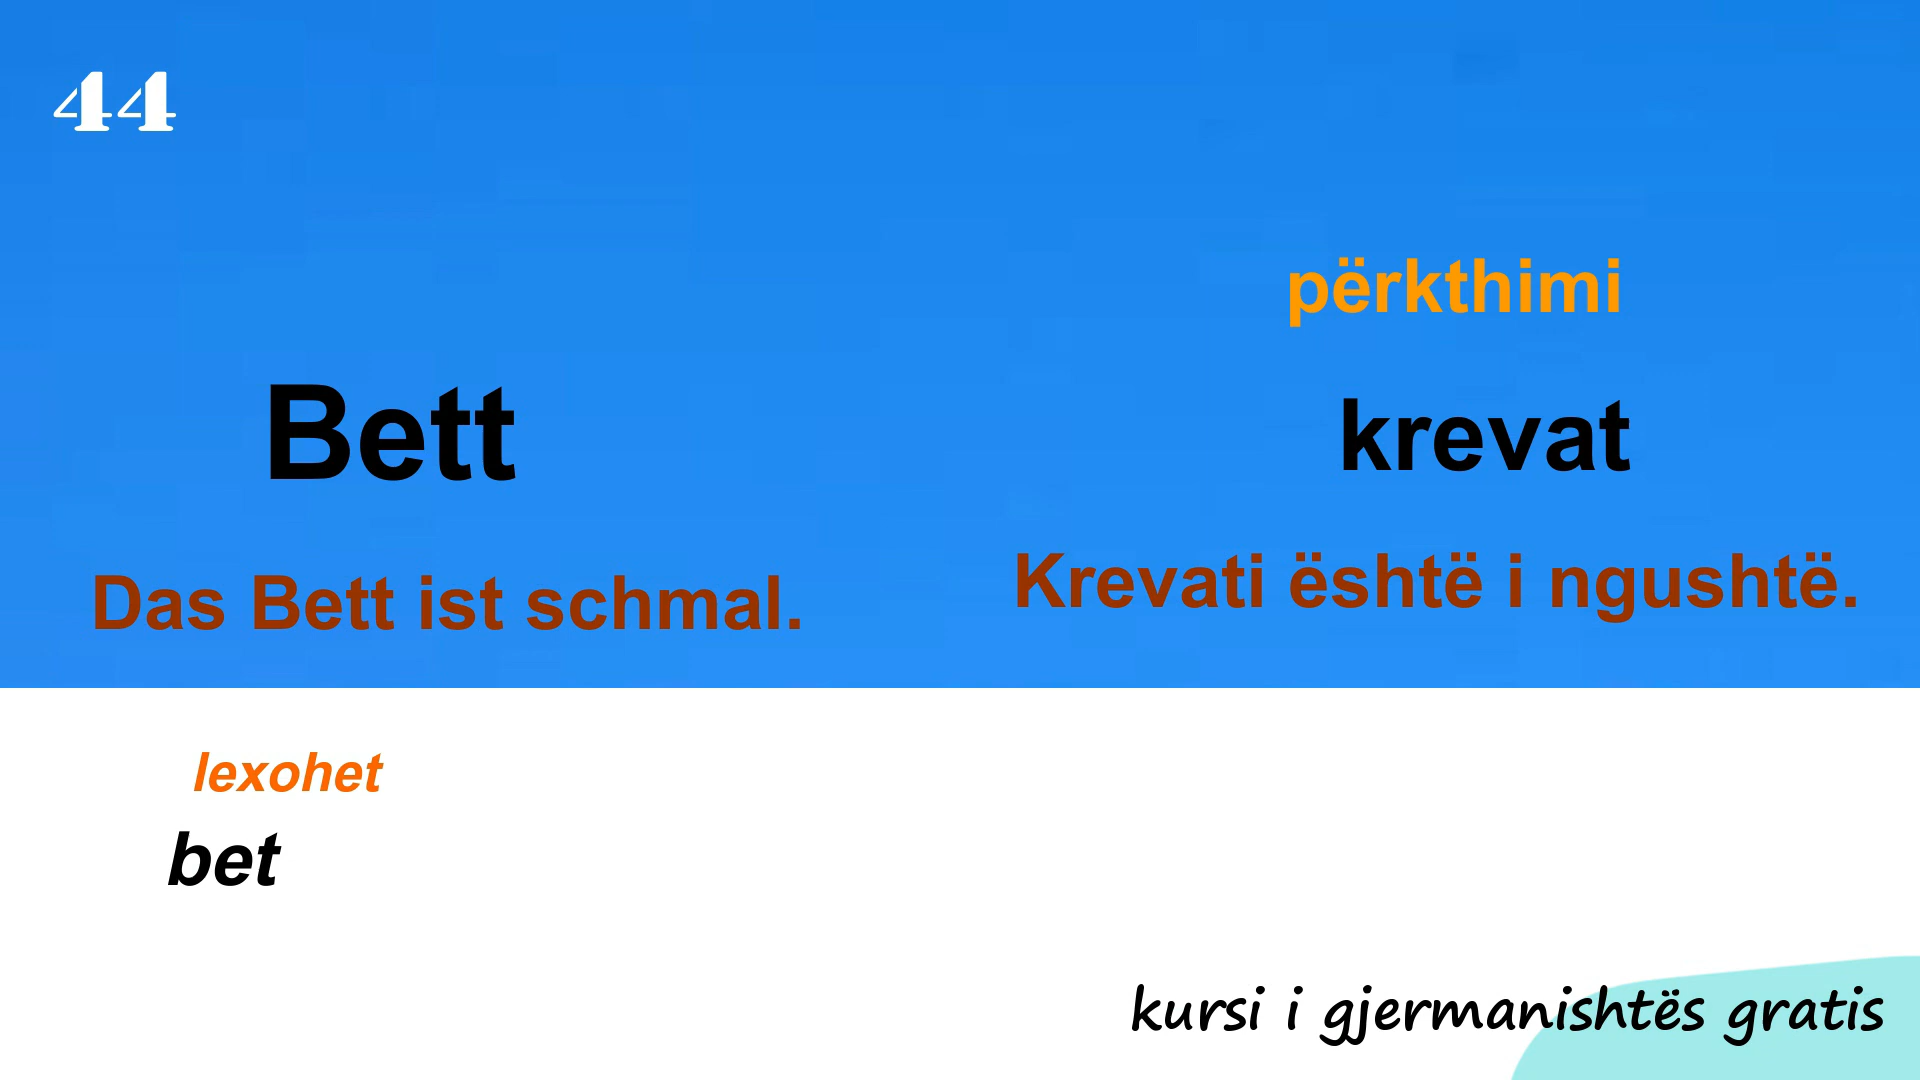 44
përkthimi
Bett
krevat
Das Bett ist schmal.
Krevati është i ngushtë.
lexohet
bet
kursi i gjermanishtës gratis